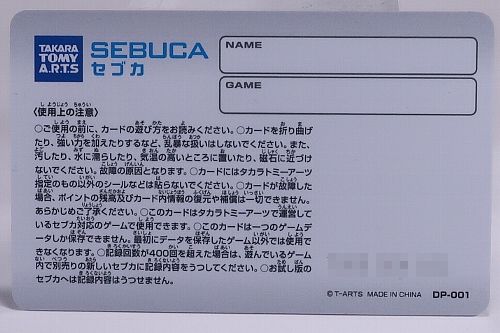 TAKARA
TOMY
A.R.T.S
SEBUCA
セブカ
NAME
GAME
〈使用上の注意〉
○ご使用の前に、カードの遊び方をお読みください。○カードを折り曲げ
たり、強い力を加えたりするなど、乱暴な扱いはしないでください。また、
汚したり、水に濡らしたり、気温の高いところに置いたり、磁石に近づけ
ないでください。故障の原因となります。○カードにはタカラトミーアーツ
指定のもの以外のシールなどは貼らないでください。○カードが故障した
場合、ポイントの残高及びカード内情報の復元や補償は一切できません。
あらかじめご了承ください。○このカードはタカラトミーアーツで運営して
いるセブカ対応のゲームで使用できます。○このカードは一つのゲームデ
ータしか保存できません。最初にデータを保存したゲーム以外では使用で
きなくなります。○記録回数が400回を超えた場合は、遊んでいるゲーム
内で別売りの新しいセブカに記録内容をうつしてください。○お試し版の
セブカへは記録内容はうつせません。
©T-ARTS MADE IN CHINA DP-001